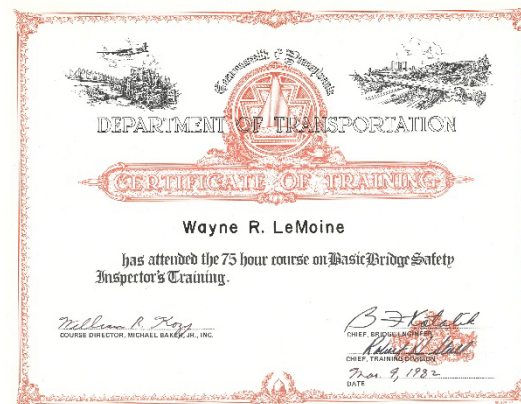 Commonwealth of Pennsylvania
DEPARTMENT OF TRANSPORTATION
CERTIFICATE OF TRAINING
Wayne R. LeMoine
has attended the 75 hour course on Basic Bridge Safety
Inspector's Training.
William R. Kozy
COURSE DIRECTOR, MICHAEL BAKER, JR., INC.
CHIEF, BRIDGE ENGINEER
CHIEF, TRAINING DIVISION
Mar. 9, 1982
DATE